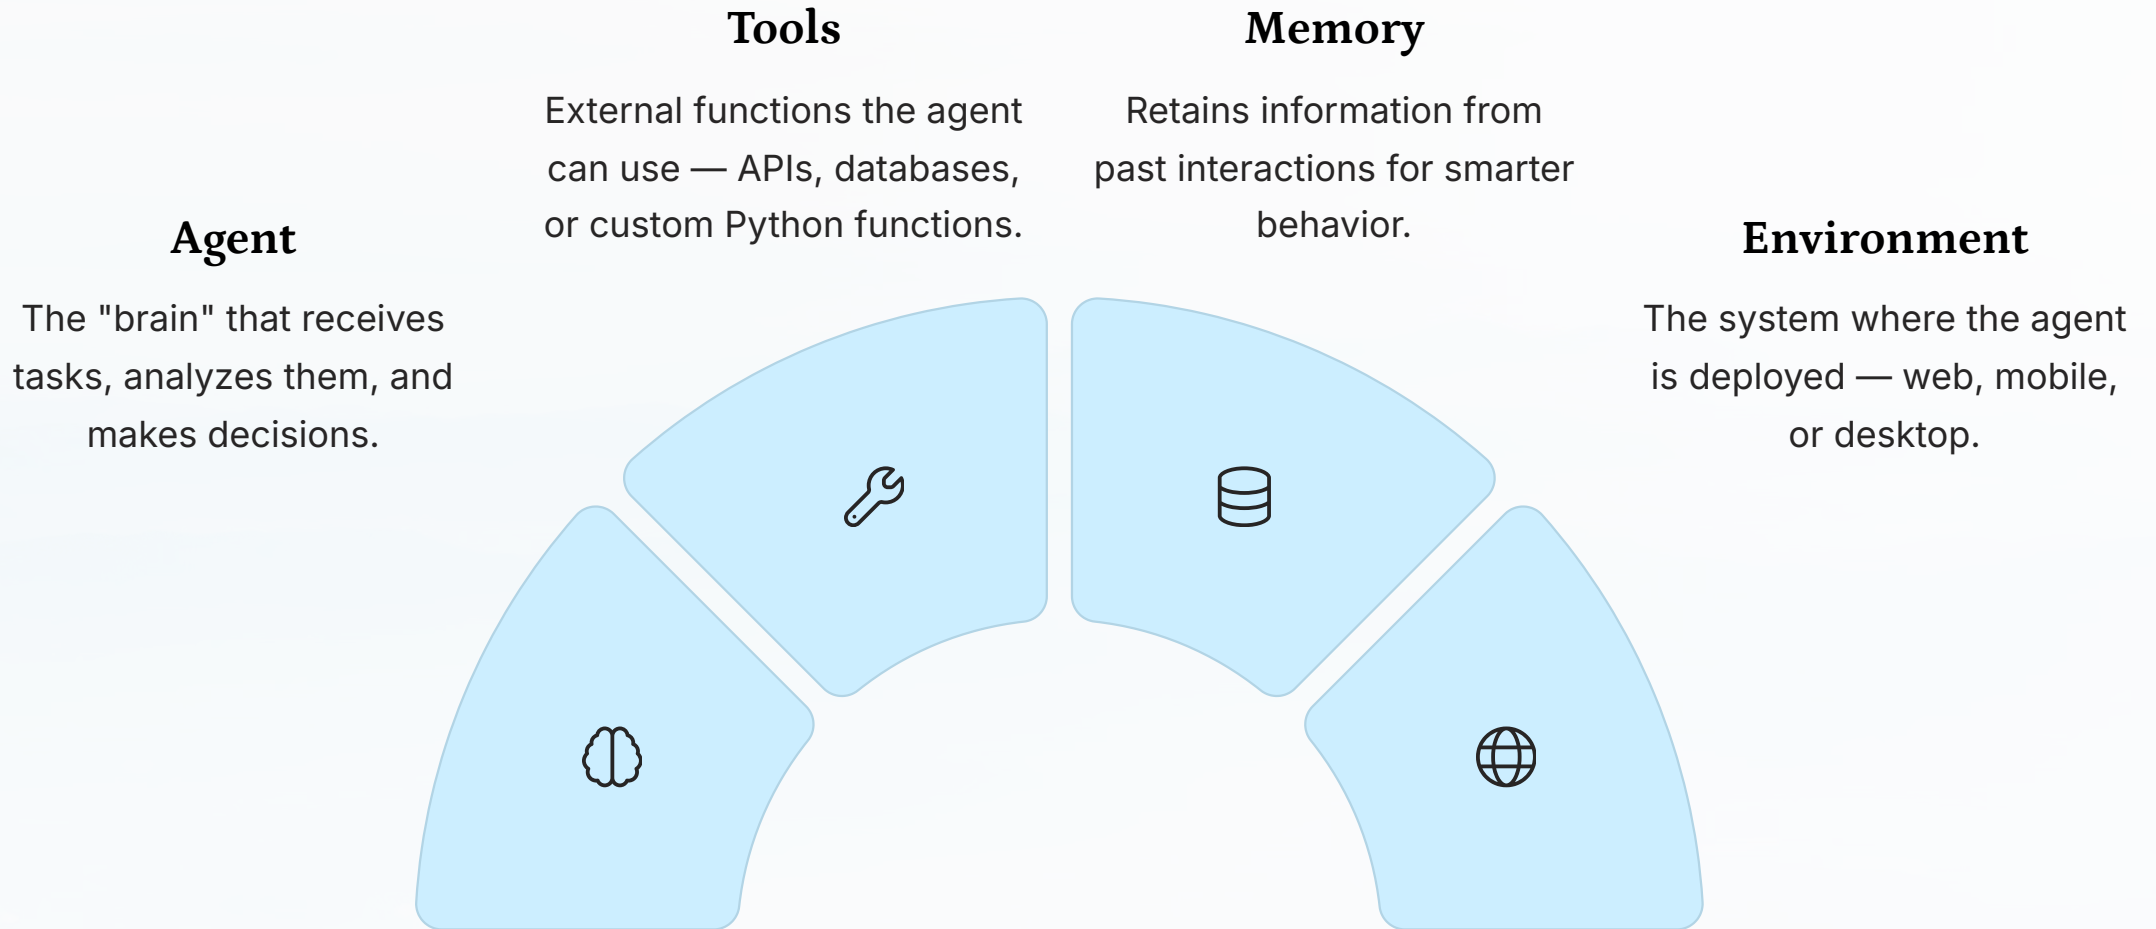 Agent
The "brain" that receives
tasks, analyzes them, and
makes decisions.
Tools
External functions the agent
can use — APIs, databases,
or custom Python functions.
Memory
Retains information from
past interactions for smarter
behavior.
Environment
The system where the agent
is deployed — web, mobile,
or desktop.